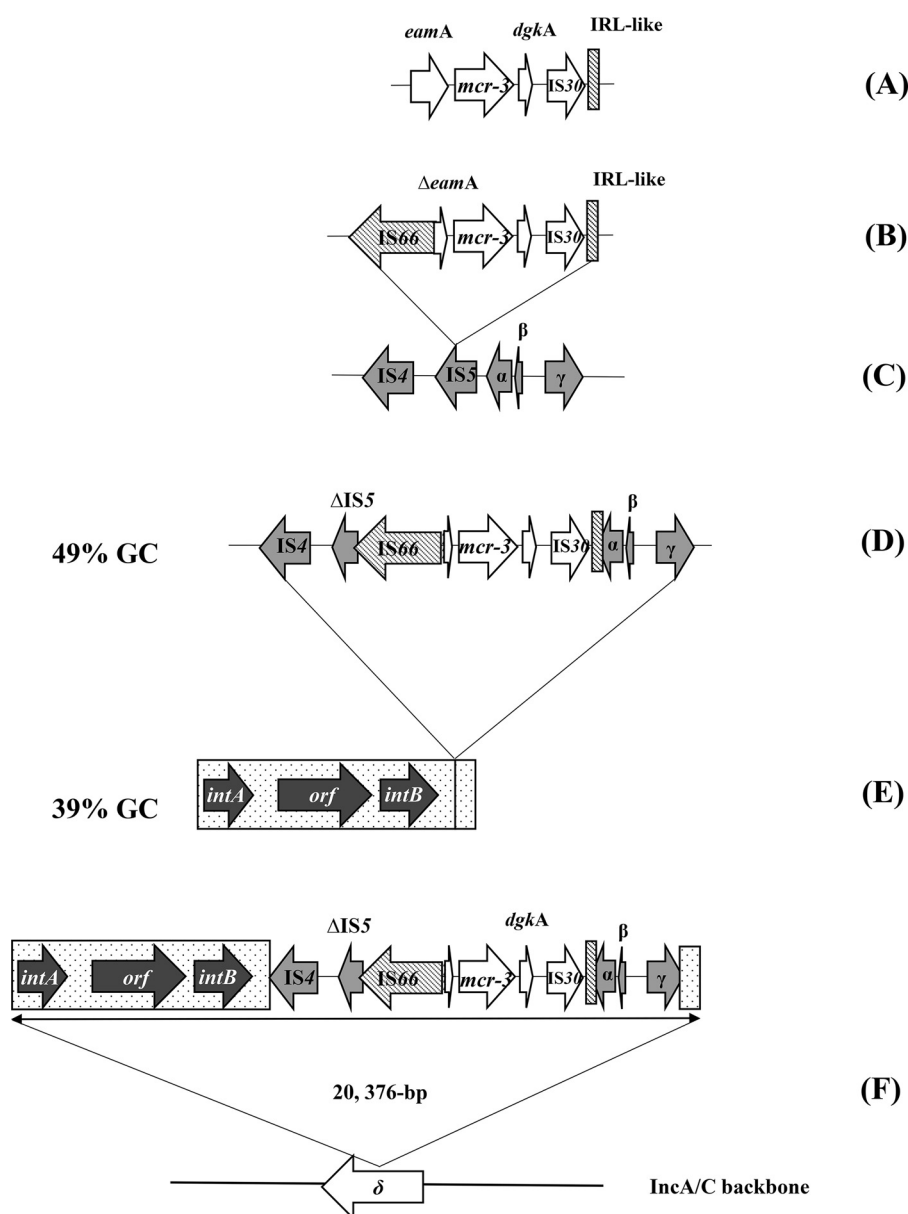 eamA dgkA IRL-like
mcr-3 IS30 (A)
ΔeamA IRL-like
IS66 mcr-3 IS30 (B)
β
IS4 IS5 α γ (C)
ΔIS5 β
49% GC IS4 IS66 mcr-3 IS30 α γ (D)
39% GC intA orf intB (E)
ΔIS5 dgkA β
intA orf intB IS4 IS66 mcr-3 IS30 α γ
20, 376-bp (F)
δ IncA/C backbone